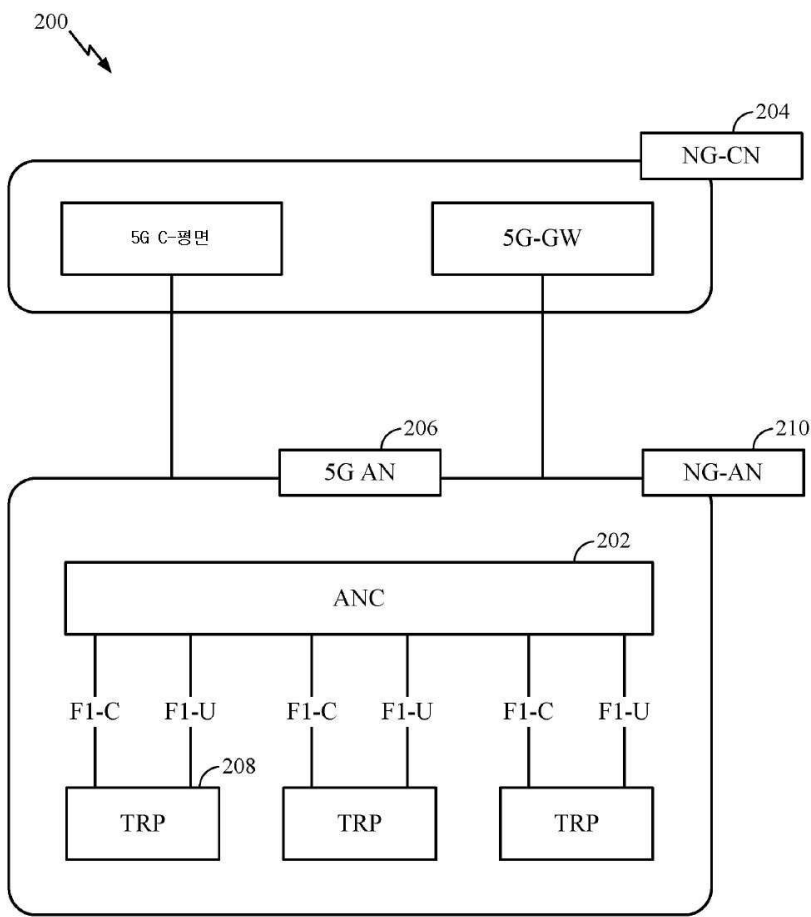 200
204
NG-CN
5G C-평면
5G-GW
206
210
5G AN
NG-AN
202
ANC
F1-C F1-U F1-C F1-U F1-C F1-U
208
TRP TRP TRP